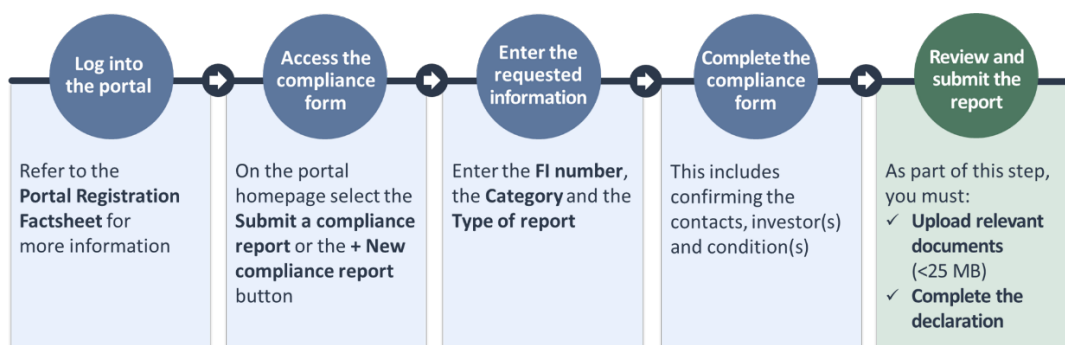 Log into
the portal
Refer to the
Portal Registration
Factsheet for
more information
Access the
compliance
form
On the portal
homepage select the
Submit a compliance
report or the + New
compliance report
button
Enter the
requested
information
Enter the FI number,
the Category and the
Type of report
Complete the
compliance
form
This includes
confirming the
contacts, investor(s)
and condition(s)
Review and
submit the
report
As part of this step,
you must:
✓ Upload relevant
documents
(<25 MB)
✓ Complete the
declaration